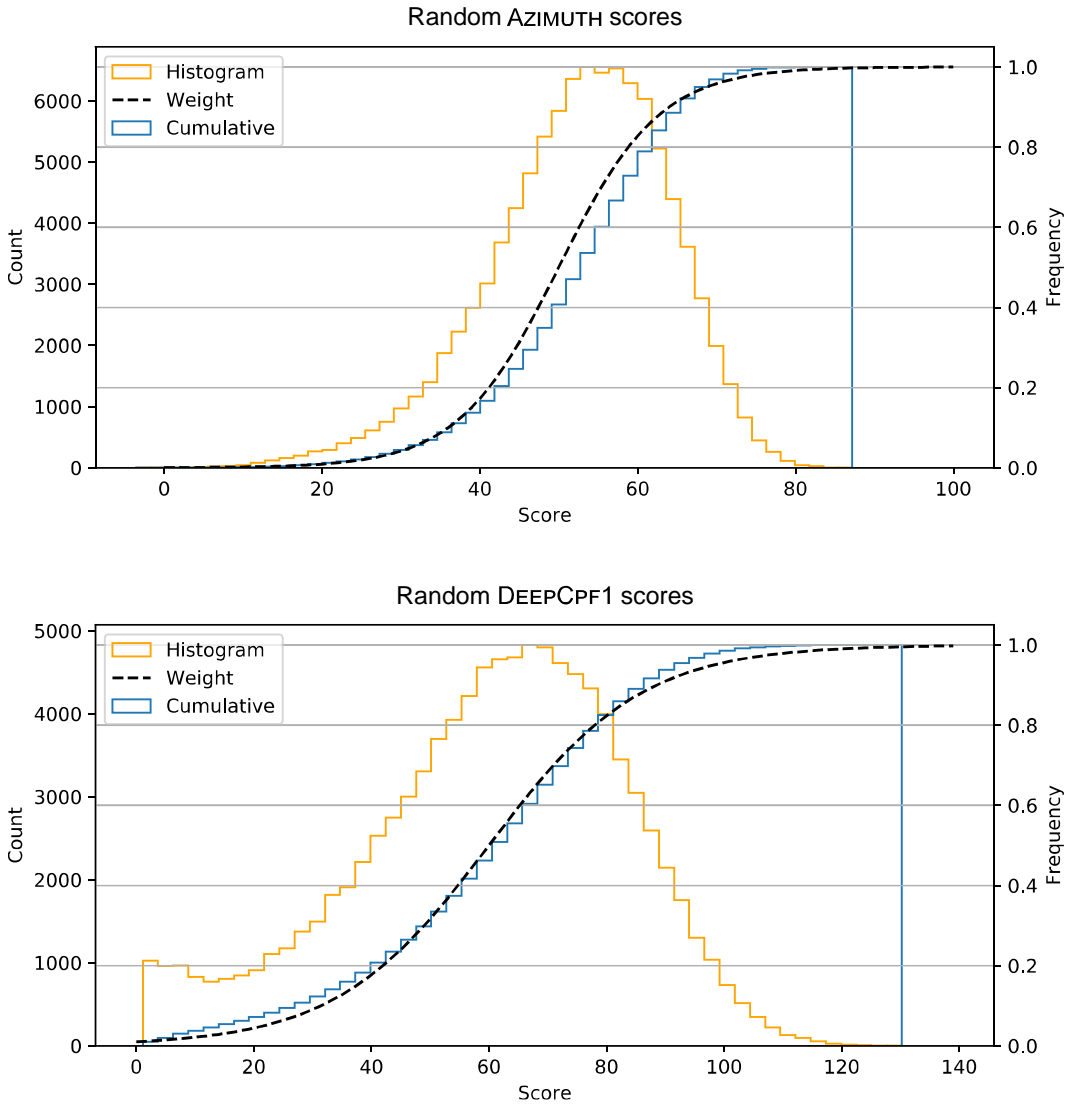 Random AZIMUTH scores
Histogram
Weight
Cumulative
6000
5000
4000
3000
2000
1000
0
Count
1.0
0.8
0.6
0.4
0.2
0.0
Frequency
0 20 40 60 80 100
Score
Random DEEPCPF1 scores
Histogram
Weight
Cumulative
5000
4000
3000
2000
1000
0
Count
1.0
0.8
0.6
0.4
0.2
0.0
Frequency
0 20 40 60 80 100 120 140
Score